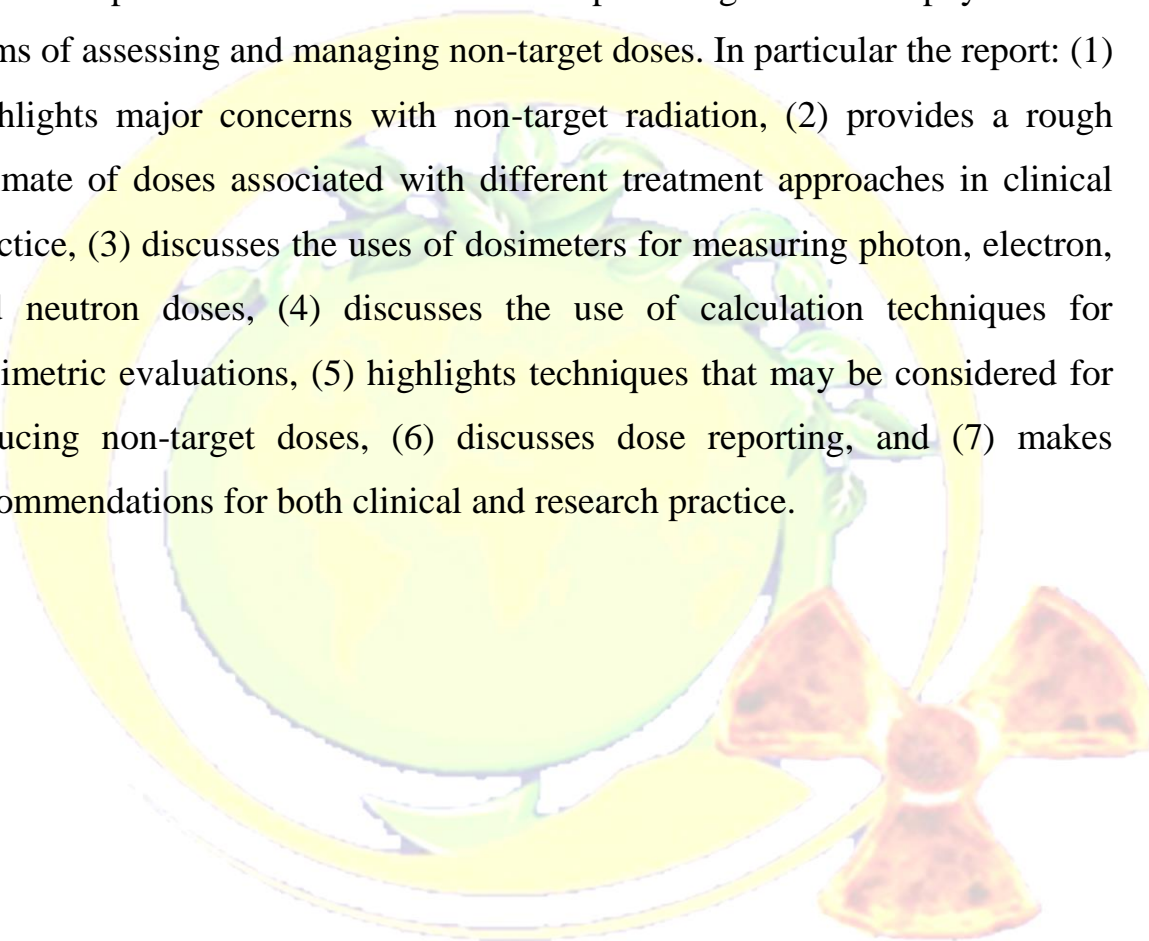 ms of assessing and managing non-target doses. In particular the report: (1)
hlights major concerns with non-target radiation, (2) provides a rough
mate of doses associated with different treatment approaches in clinical
ctice, (3) discusses the uses of dosimeters for measuring photon, electron,
neutron doses, (4) discusses the use of calculation techniques for
imetric evaluations, (5) highlights techniques that may be considered for
ucing non-target doses, (6) discusses dose reporting, and (7) makes
ommendations for both clinical and research practice.